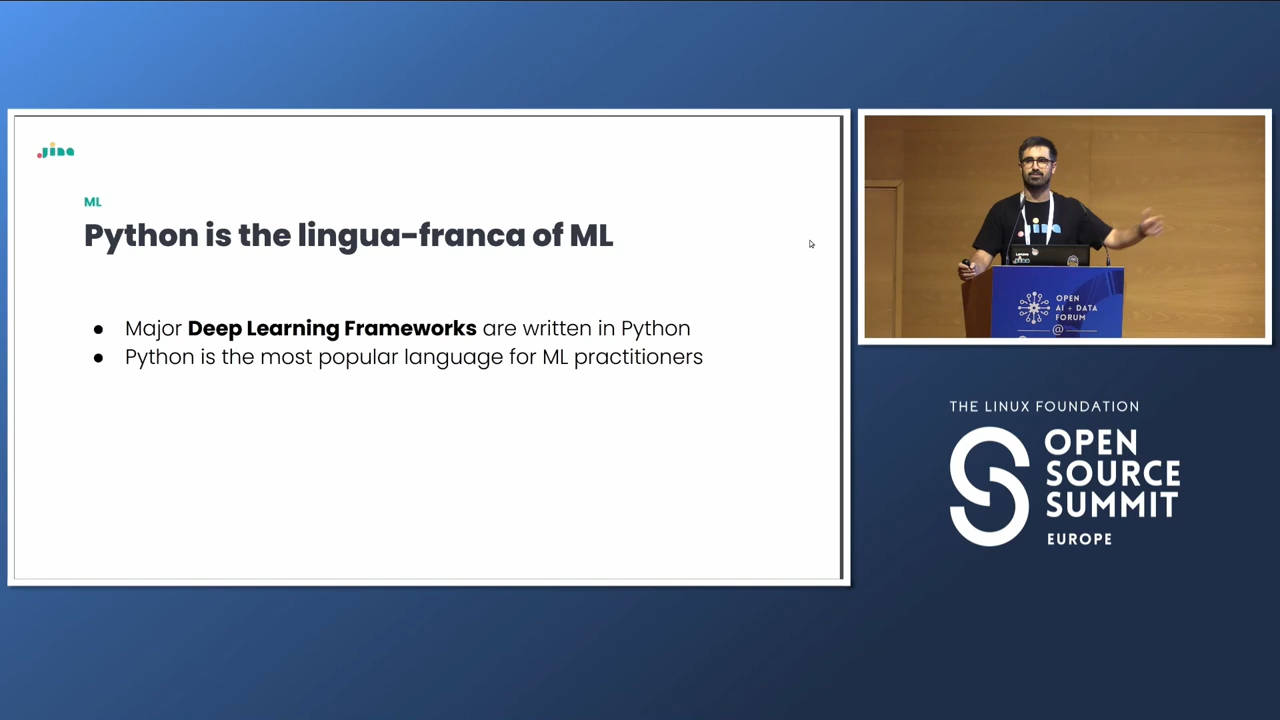 Jina
ML
Python is the lingua-franca of ML
● Major Deep Learning Frameworks are written in Python
● Python is the most popular language for ML practitioners
OPEN
AI + DATA
FORUM
@
THE LINUX FOUNDATION
OPEN
SOURCE
SUMMIT
EUROPE